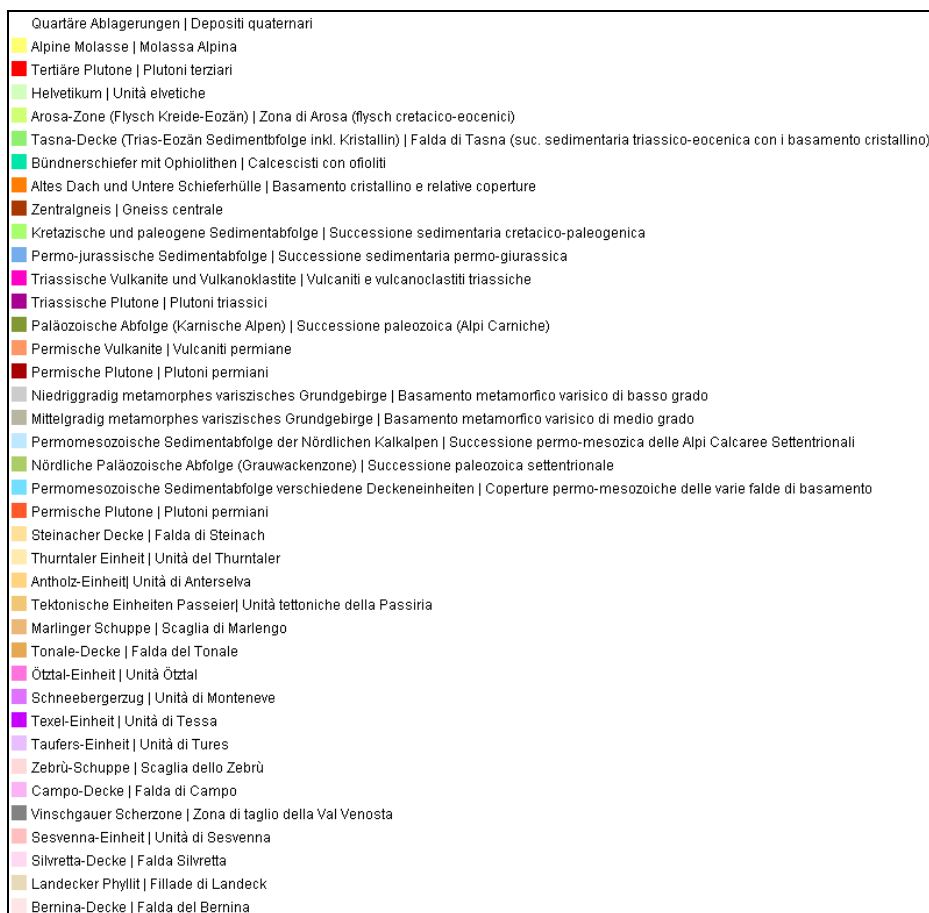 Quartäre Ablagerungen | Depositi quaternari
Alpine Molasse | Molassa Alpina
Tertiäre Plutone | Plutoni terziari
Helvetikum | Unità elvetiche
Arosa-Zone (Flysch Kreide-Eozän) | Zona di Arosa (flysch cretacico-eocenici)
Tasna-Decke (Trias-Eozän Sedimentbfolge inkl. Kristallin) | Falda di Tasna (suc. sedimentaria triassico-eocenica con i basamento cristallino)
Bündnerschiefer mit Ophiolithen | Calcescisti con ofioliti
Altes Dach und Untere Schieferhülle | Basamento cristallino e relative coperture
Zentralgneis | Gneiss centrale
Kretazische und paleogene Sedimentabfolge | Successione sedimentaria cretacico-paleogenica
Permo-jurassische Sedimentabfolge | Successione sedimentaria permo-giurassica
Triassische Vulkanite und Vulkanoklastite | Vulcaniti e vulcanoclastiti triassiche
Triassische Plutone | Plutoni triassici
Paläozoische Abfolge (Karnische Alpen) | Successione paleozoica (Alpi Carniche)
Permische Vulkanite | Vulcaniti permiane
Permische Plutone | Plutoni permiani
Niedriggradig metamorphes variszisches Grundgebirge | Basamento metamorfico varisico di basso grado
Mittelgradig metamorphes variszisches Grundgebirge | Basamento metamorfico varisico di medio grado
Permomesozoische Sedimentabfolge der Nördlichen Kalkalpen | Successione permo-mesozica delle Alpi Calcaree Settentrionali
Nördliche Paläozoische Abfolge (Grauwackenzone) | Successione paleozoica settentrionale
Permomesozoische Sedimentabfolge verschiedene Deckeneinheiten | Coperture permo-mesozoiche delle varie falde di basamento
Permische Plutone | Plutoni permiani
Steinacher Decke | Falda di Steinach
Thurntaler Einheit | Unità del Thurntaler
Antholz-Einheit| Unità di Anterselva
Tektonische Einheiten Passeier| Unità tettoniche della Passiria
Marlinger Schuppe | Scaglia di Marlengo
Tonale-Decke | Falda del Tonale
Ötztal-Einheit | Unità Ötztal
Schneebergerzug | Unità di Monteneve
Texel-Einheit | Unità di Tessa
Taufers-Einheit | Unità di Tures
Zebrù-Schuppe | Scaglia dello Zebrù
Campo-Decke | Falda di Campo
Vinschgauer Scherzone | Zona di taglio della Val Venosta
Sesvenna-Einheit | Unità di Sesvenna
Silvretta-Decke | Falda Silvretta
Landecker Phyllit | Fillade di Landeck
Bernina-Decke | Falda del Bernina